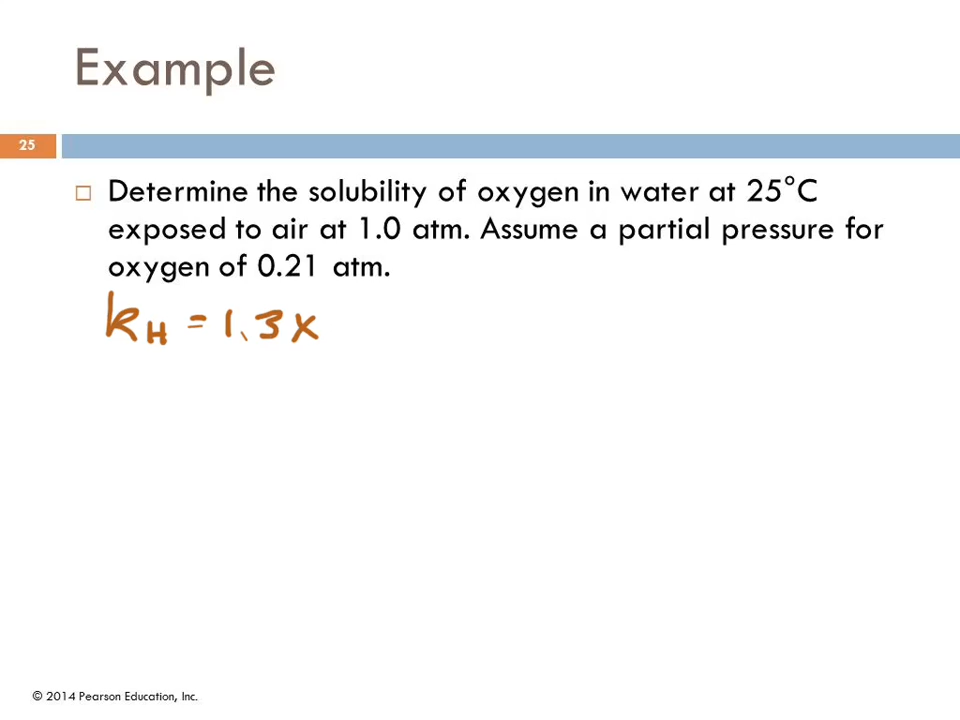 Example
25
Determine the solubility of oxygen in water at 25°C
exposed to air at 1.0 atm. Assume a partial pressure for
oxygen of 0.21 atm.
kH = 1.3 x
© 2014 Pearson Education, Inc.